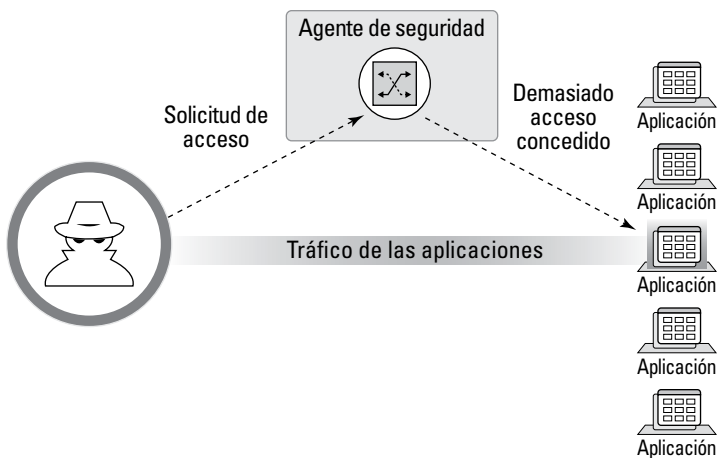 Agente de seguridad
Solicitud de
acceso
Demasiado
acceso
concedido
Tráfico de las aplicaciones
Aplicación
Aplicación
Aplicación
Aplicación
Aplicación